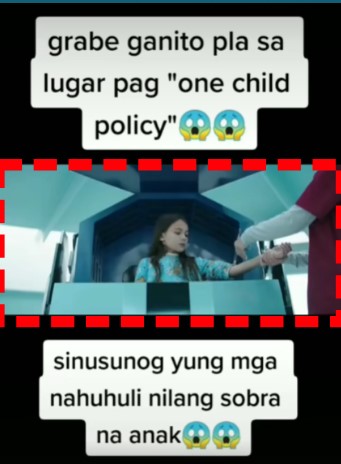 grabe ganito pla sa
lugar pag "one child
policy"😱😱
sinusunog yung mga
nahuhuli nilang sobra
na anak😱😱